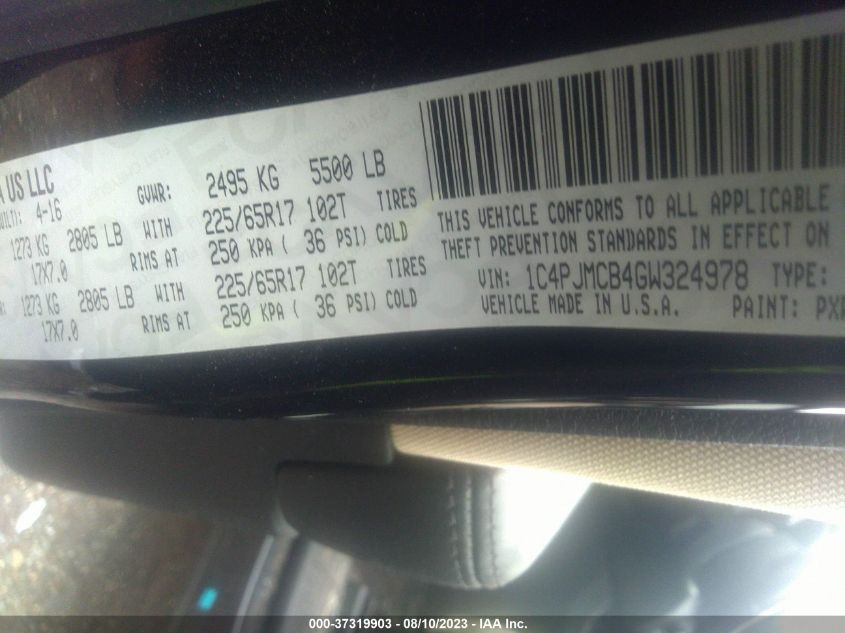 A US LLC
4-16
GVWR: 2495 KG 5500 LB
1273 KG 2805 LB WITH 225/65R17 102T TIRES
17X7.0 RIMS AT 250 KPA ( 36 PSI) COLD
1273 KG 2805 LB WITH 225/65R17 102T TIRES
17X7.0 RIMS AT 250 KPA ( 36 PSI) COLD
THIS VEHICLE CONFORMS TO ALL APPLICABLE
THEFT PREVENTION STANDARDS IN EFFECT ON
VIN: 1C4PJMCB4GW324978 TYPE:
VEHICLE MADE IN U.S.A. PAINT: PX
000-37319903 - 08/10/2023 - IAA Inc.